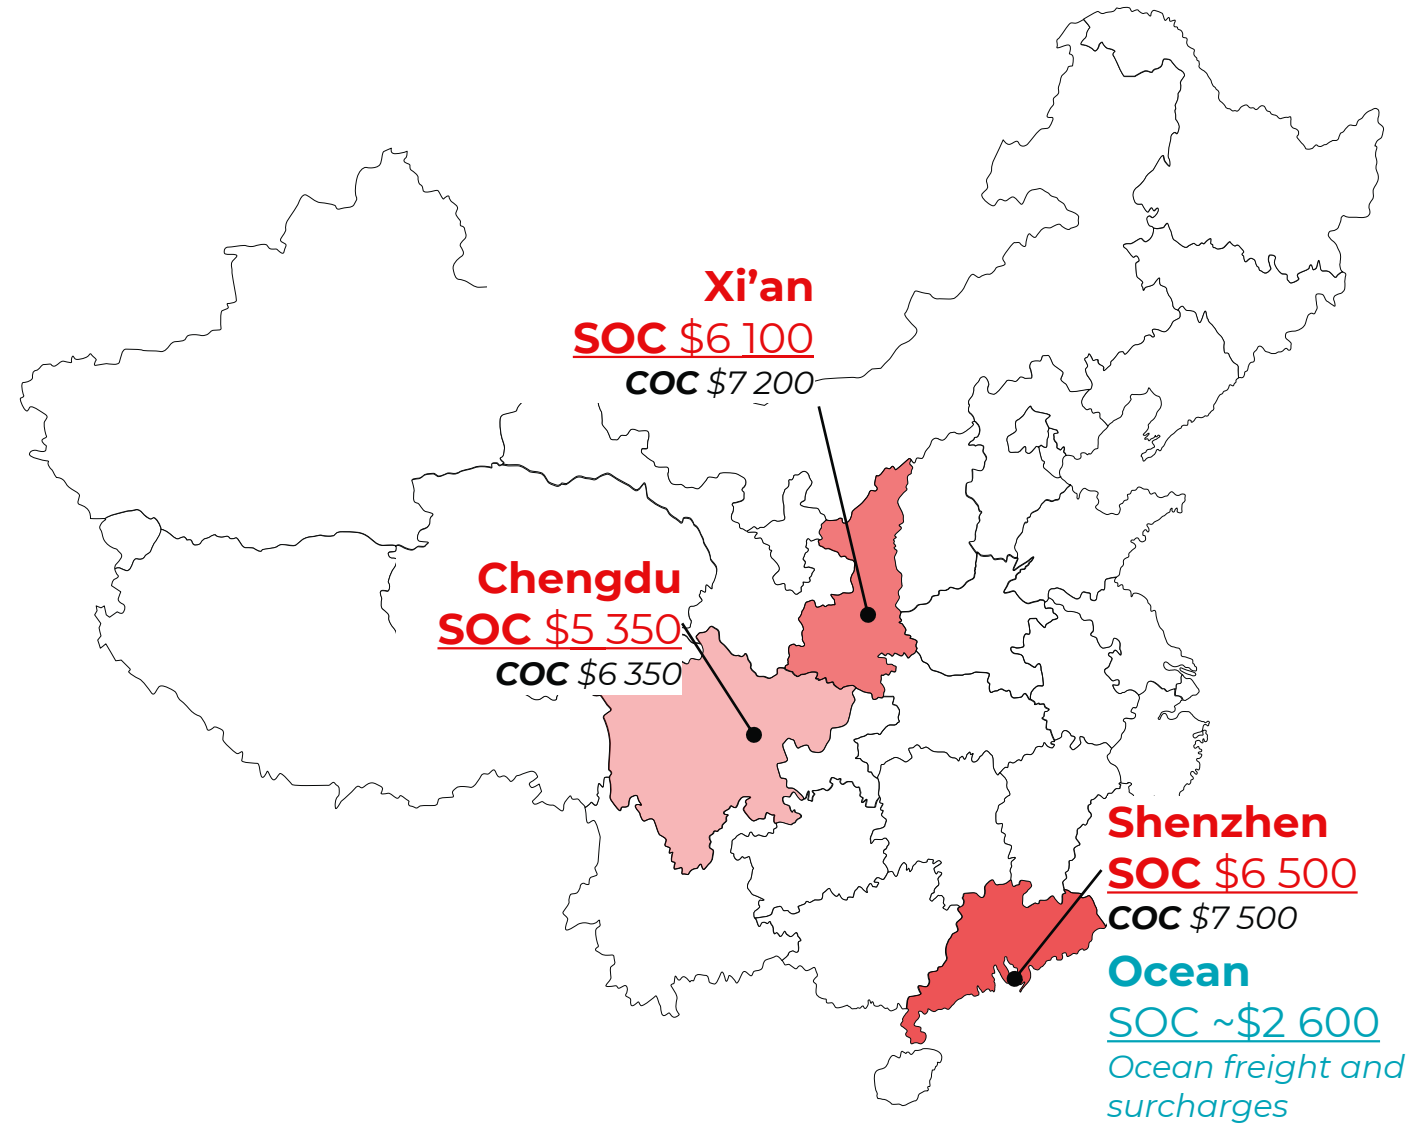 Xi’an
SOC $6 100
COC $7 200
Chengdu
SOC $5 350
COC $6 350
Shenzhen
SOC $6 500
COC $7 500
Ocean
SOC ~$2 600
Ocean freight and
surcharges